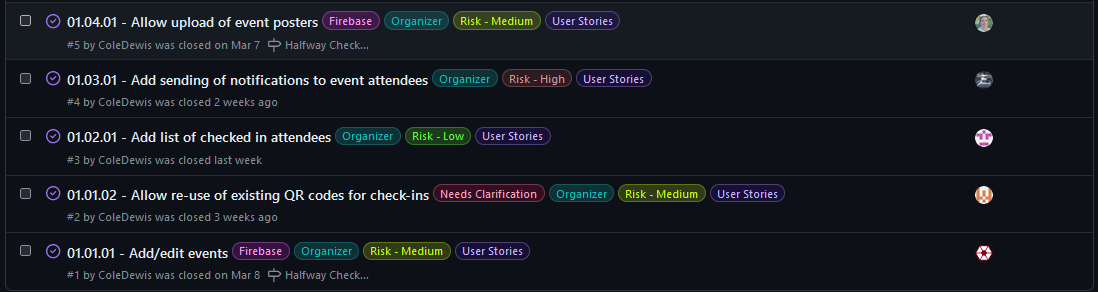 01.04.01 - Allow upload of event posters Firebase Organizer Risk - Medium User Stories
#5 by ColeDewis was closed on Mar 7 Halfway Check...
01.03.01 - Add sending of notifications to event attendees Organizer Risk - High User Stories
#4 by ColeDewis was closed 2 weeks ago
01.02.01 - Add list of checked in attendees Organizer Risk - Low User Stories
#3 by ColeDewis was closed last week
01.01.02 - Allow re-use of existing QR codes for check-ins Needs Clarification Organizer Risk - Medium User Stories
#2 by ColeDewis was closed 3 weeks ago
01.01.01 - Add/edit events Firebase Organizer Risk - Medium User Stories
#1 by ColeDewis was closed on Mar 8 Halfway Check...